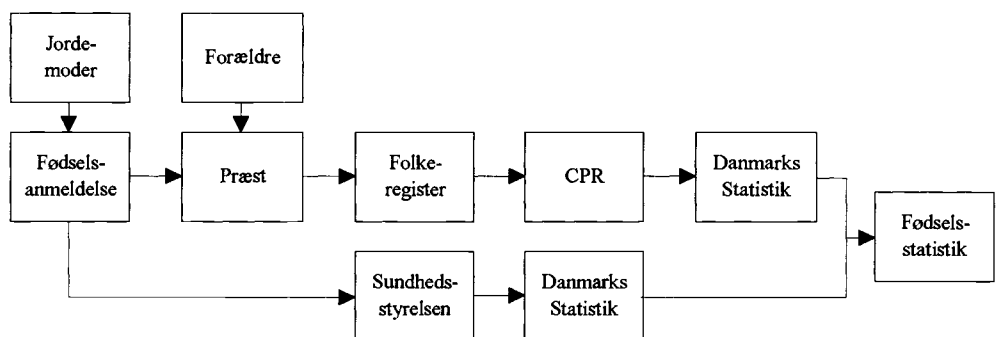 Jorde-
moder
Forældre
Fødsels-
anmeldelse
Præst
Folke-
register
CPR
Danmarks
Statistik
Fødsels-
statistik
Sundheds-
styrelsen
Danmarks
Statistik